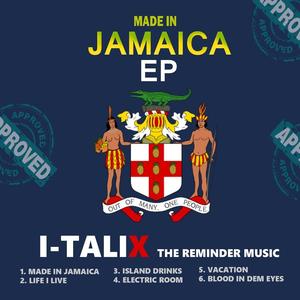 MADE IN
JAMAICA
EP
APPROVED
APPROVED
APPROVED
APPROVED
OUT OF MANY, ONE PEOPLE
I-TALIX THE REMINDER MUSIC
1. MADE IN JAMAICA 3. ISLAND DRINKS 5. VACATION
2. LIFE I LIVE 4. ELECTRIC ROOM 6. BLOOD IN DEM EYES